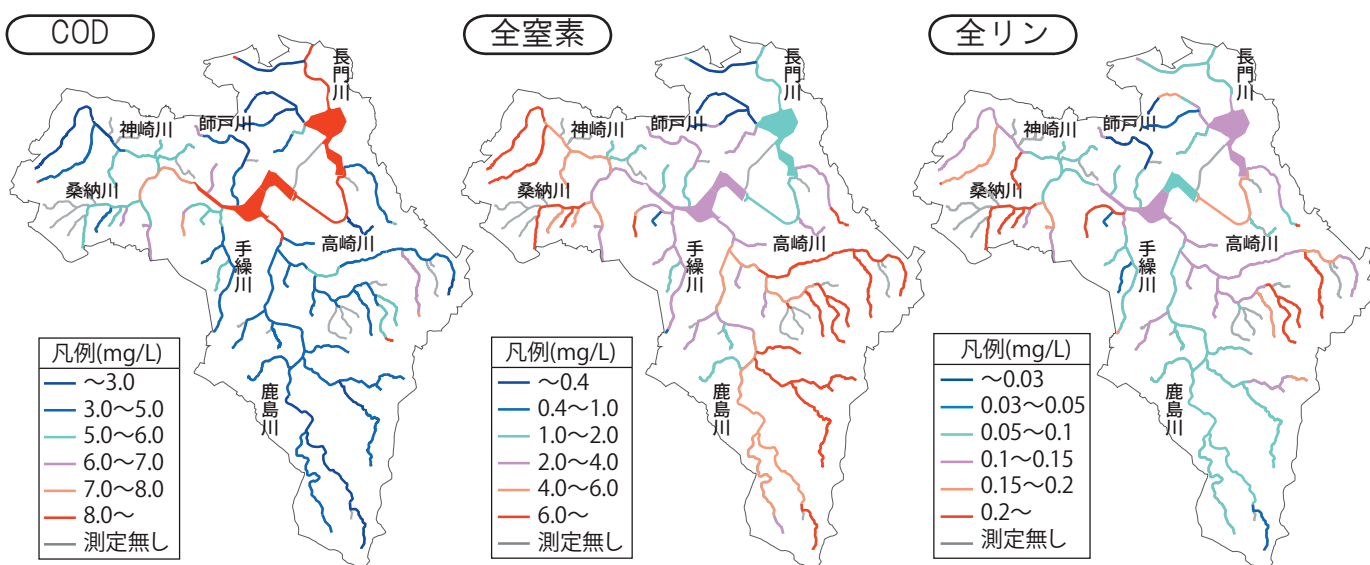 COD
長門川
神崎川
師戸川
桑納川
手繰川
高崎川
鹿島川
凡例(mg/L)
～3.0
3.0～5.0
5.0～6.0
6.0～7.0
7.0～8.0
8.0～
測定無し
全窒素
長門川
神崎川
師戸川
桑納川
手繰川
高崎川
鹿島川
凡例(mg/L)
～0.4
0.4～1.0
1.0～2.0
2.0～4.0
4.0～6.0
6.0～
測定無し
全リン
長門川
神崎川
師戸川
桑納川
手繰川
高崎川
鹿島川
凡例(mg/L)
～0.03
0.03～0.05
0.05～0.1
0.1～0.15
0.15～0.2
0.2～
測定無し